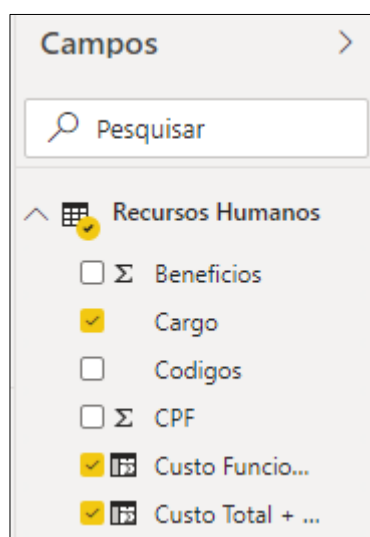 Campos
Pesquisar
Recursos Humanos
Σ Beneficios
Cargo
Codigos
Σ CPF
Custo Funcio...
Custo Total + ...